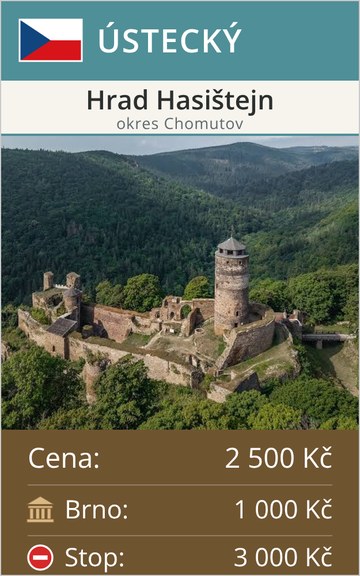 ÚSTECKÝ
Hrad Hasištejn
okres Chomutov
Cena: 2 500 Kč
Brno: 1 000 Kč
Stop: 3 000 Kč